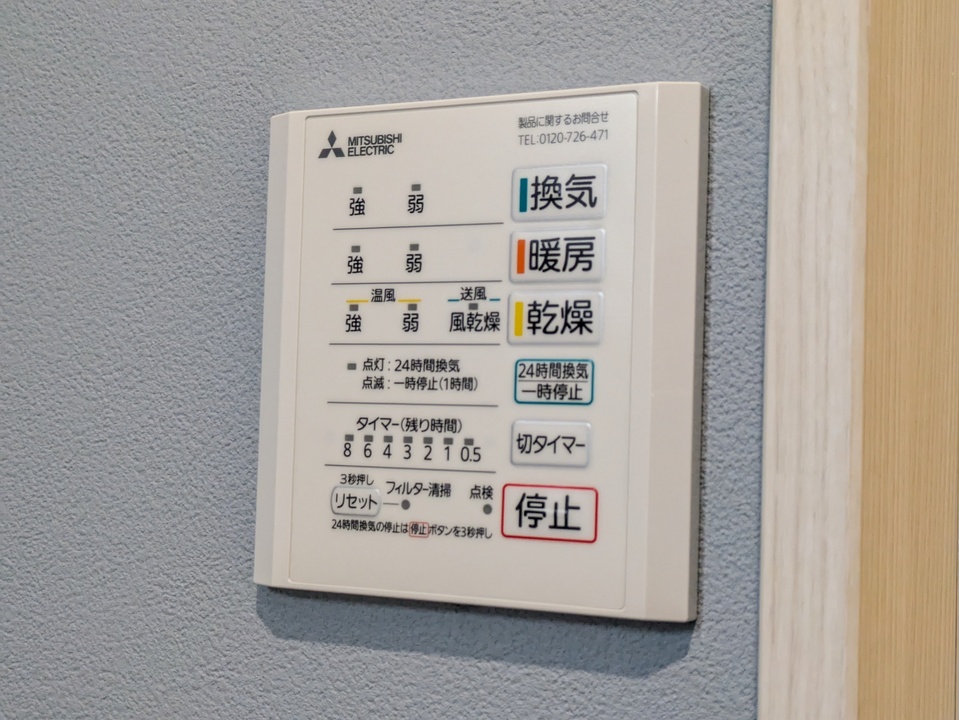 MITSUBISHI
ELECTRIC
製品に関するお問合せ
TEL:0120-726-471
強 弱 換気
強 弱 暖房
温風 送風
強 弱 風乾燥 乾燥
点灯:24時間換気
点滅:一時停止(1時間)
24時間換気
一時停止
タイマー(残り時間)
8 6 4 3 2 1 0.5
切タイマー
3秒押し
リセット フィルター清掃 点検
停止
24時間換気の停止は停止ボタンを3秒押し